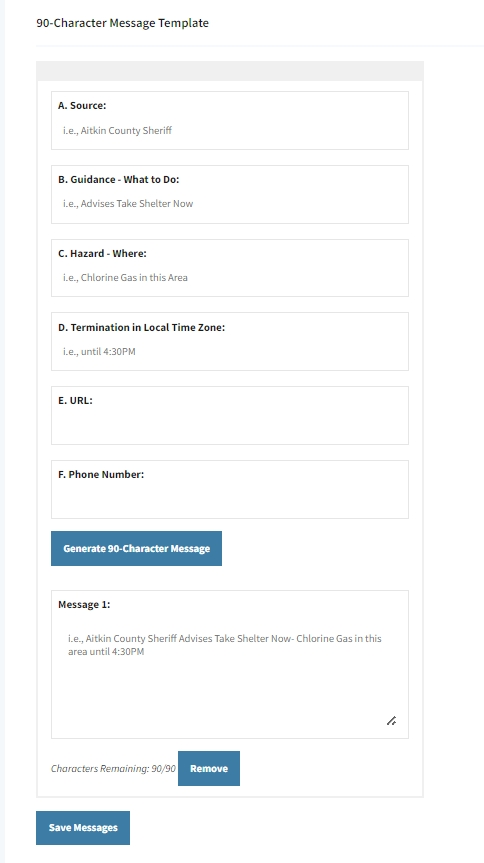 90-Character Message Template
A. Source:
i.e., Aitkin County Sheriff
B. Guidance - What to Do:
i.e., Advises Take Shelter Now
C. Hazard - Where:
i.e., Chlorine Gas in this Area
D. Termination in Local Time Zone:
i.e., until 4:30PM
E. URL:
F. Phone Number:
Generate 90-Character Message
Message 1:
i.e., Aitkin County Sheriff Advises Take Shelter Now- Chlorine Gas in this
area until 4:30PM
Characters Remaining: 90/90 Remove
Save Messages